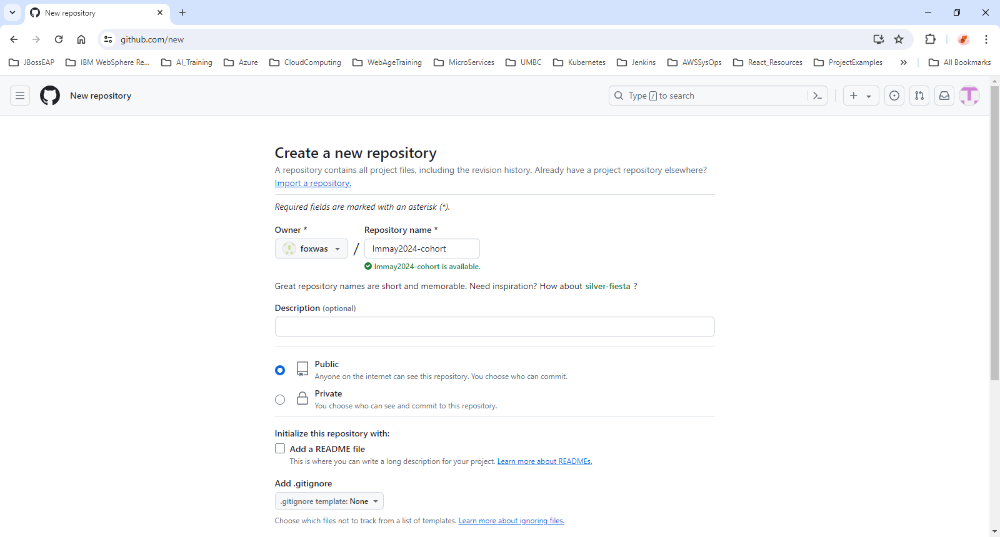 New repository
github.com/new
JBossEAP IBM WebSphere Re... AI_Training Azure CloudComputing WebAgeTraining MicroServices UMBC Kubernetes Jenkins AWSSysOps React_Resources ProjectExamples All Bookmarks
New repository Type / to search
Create a new repository
A repository contains all project files, including the revision history. Already have a project repository elsewhere?
Import a repository.
Required fields are marked with an asterisk (*).
Owner * Repository name *
foxwas / lmmay2024-cohort
lmmay2024-cohort is available.
Great repository names are short and memorable. Need inspiration? How about silver-fiesta ?
Description (optional)
Public
Anyone on the internet can see this repository. You choose who can commit.
Private
You choose who can see and commit to this repository.
Initialize this repository with:
Add a README file
This is where you can write a long description for your project. Learn more about READMEs.
Add .gitignore
.gitignore template: None
Choose which files not to track from a list of templates. Learn more about ignoring files.